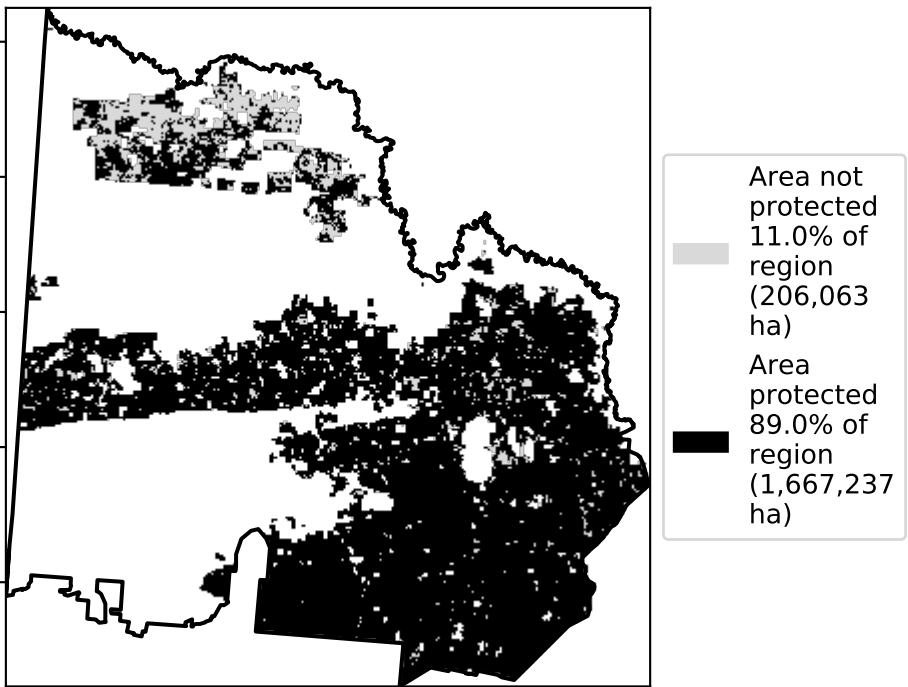 Area not
protected
11.0% of
region
(206,063
ha)
Area
protected
89.0% of
region
(1,667,237
ha)